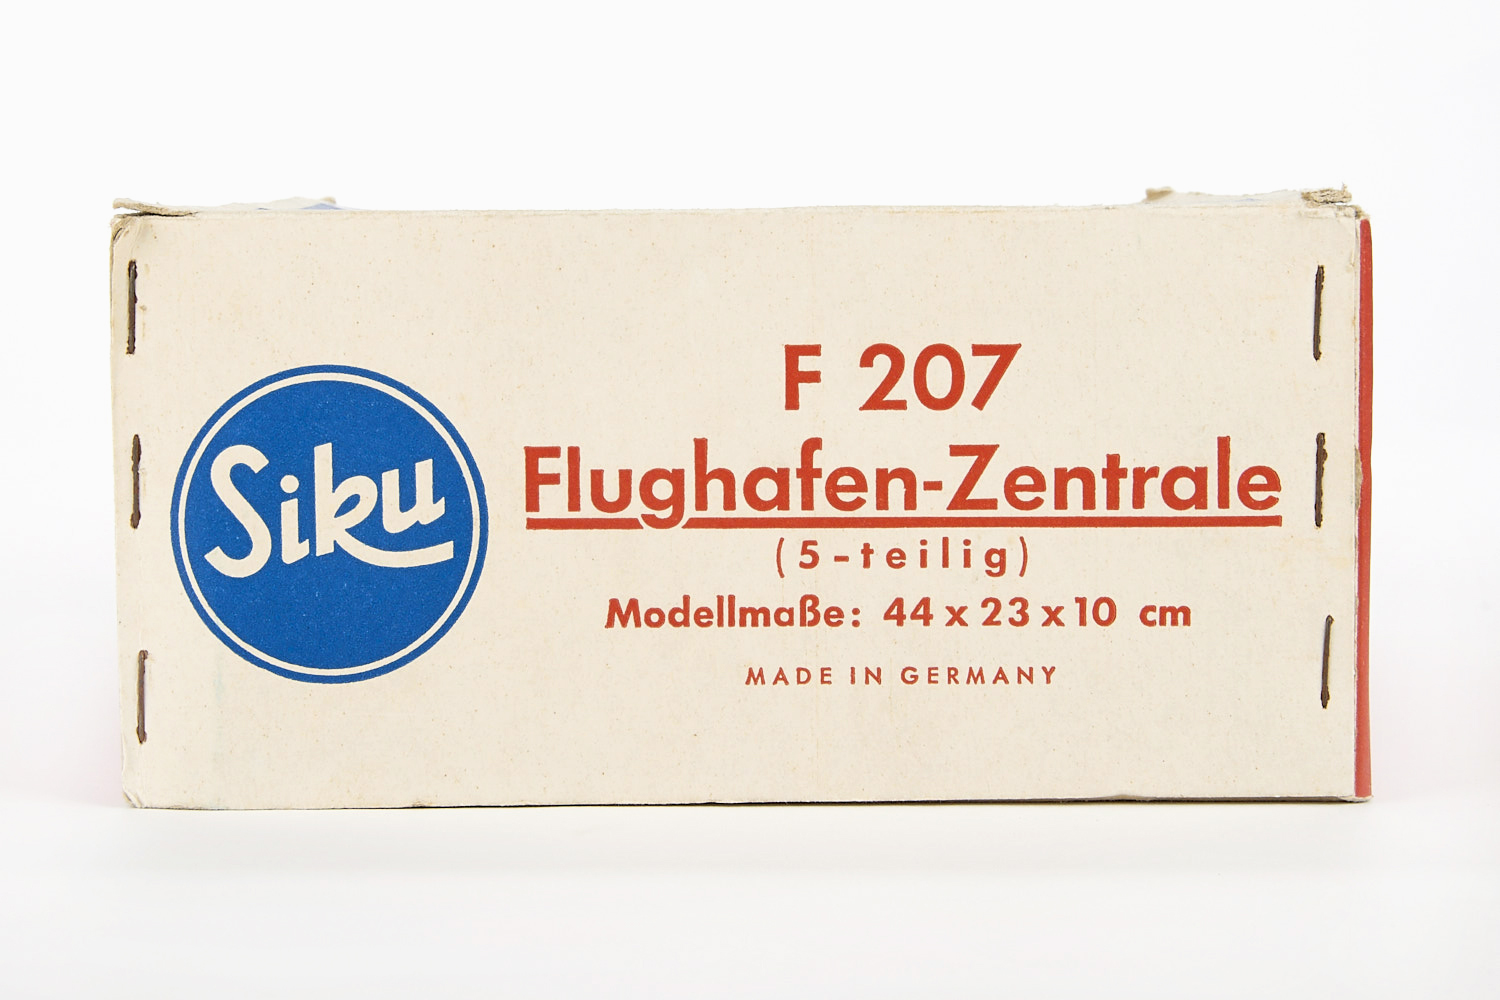 Siku
F 207
Flughafen-Zentrale
(5-teilig)
Modellmaße: 44 x 23 x 10 cm
MADE IN GERMANY